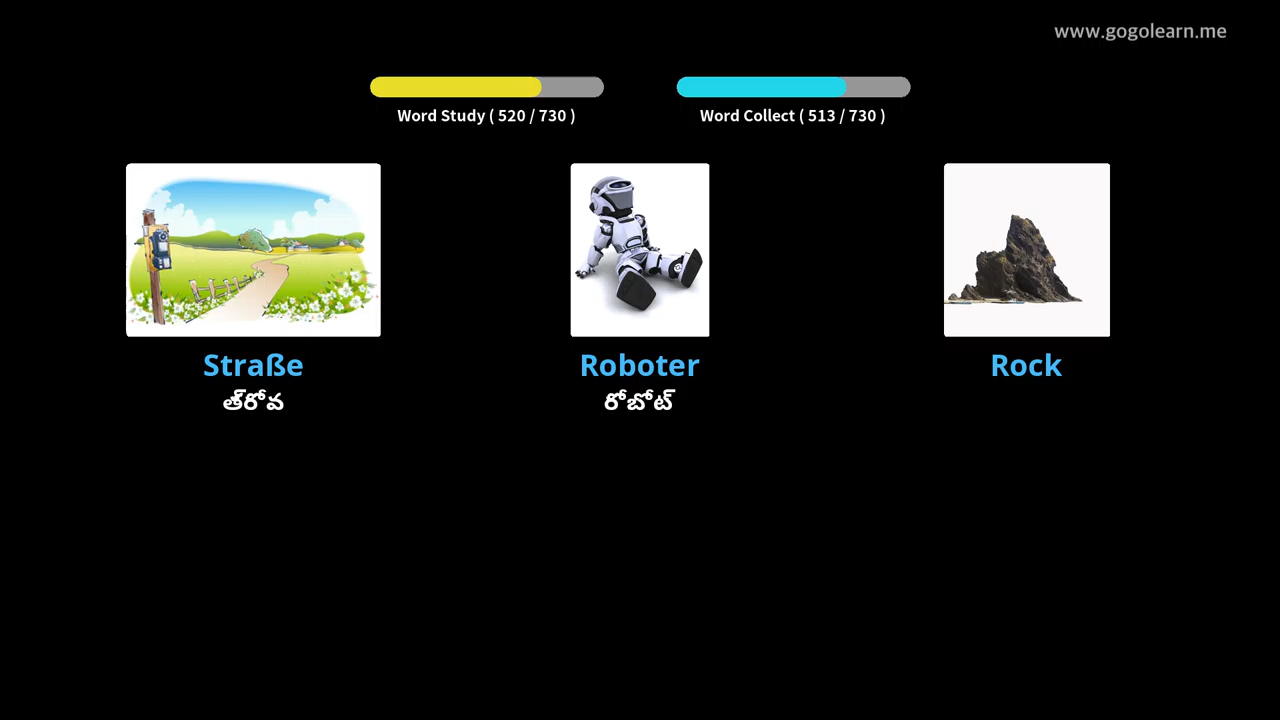 www.gogolearn.me
Word Study ( 520 / 730 )
Word Collect ( 513 / 730 )
Straße
Roboter
Rock
త్రోవ
రోబోట్